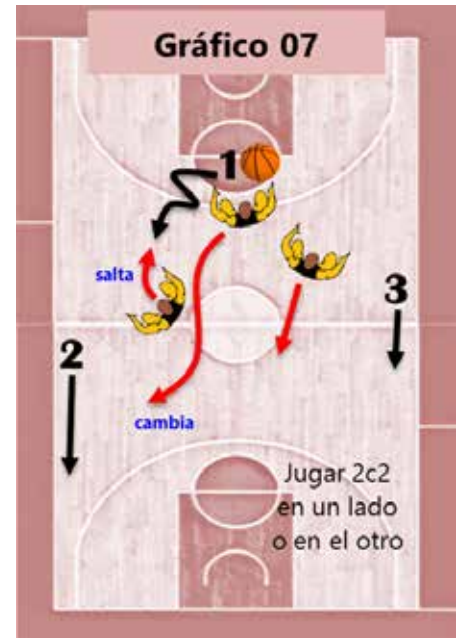 Gráfico 07
1
salta
3
2
cambia
Jugar 2c2
en un lado
o en el otro